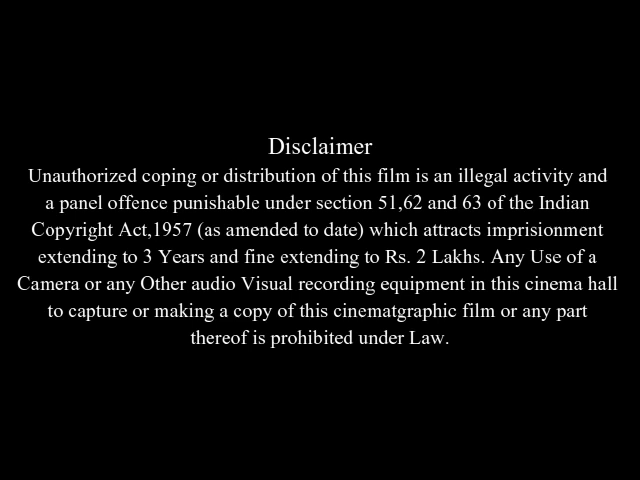 Disclaimer
Unauthorized coping or distribution of this film is an illegal activity and
a panel offence punishable under section 51,62 and 63 of the Indian
Copyright Act,1957 (as amended to date) which attracts imprisionment
extending to 3 Years and fine extending to Rs. 2 Lakhs. Any Use of a
Camera or any Other audio Visual recording equipment in this cinema hall
to capture or making a copy of this cinematgraphic film or any part
thereof is prohibited under Law.